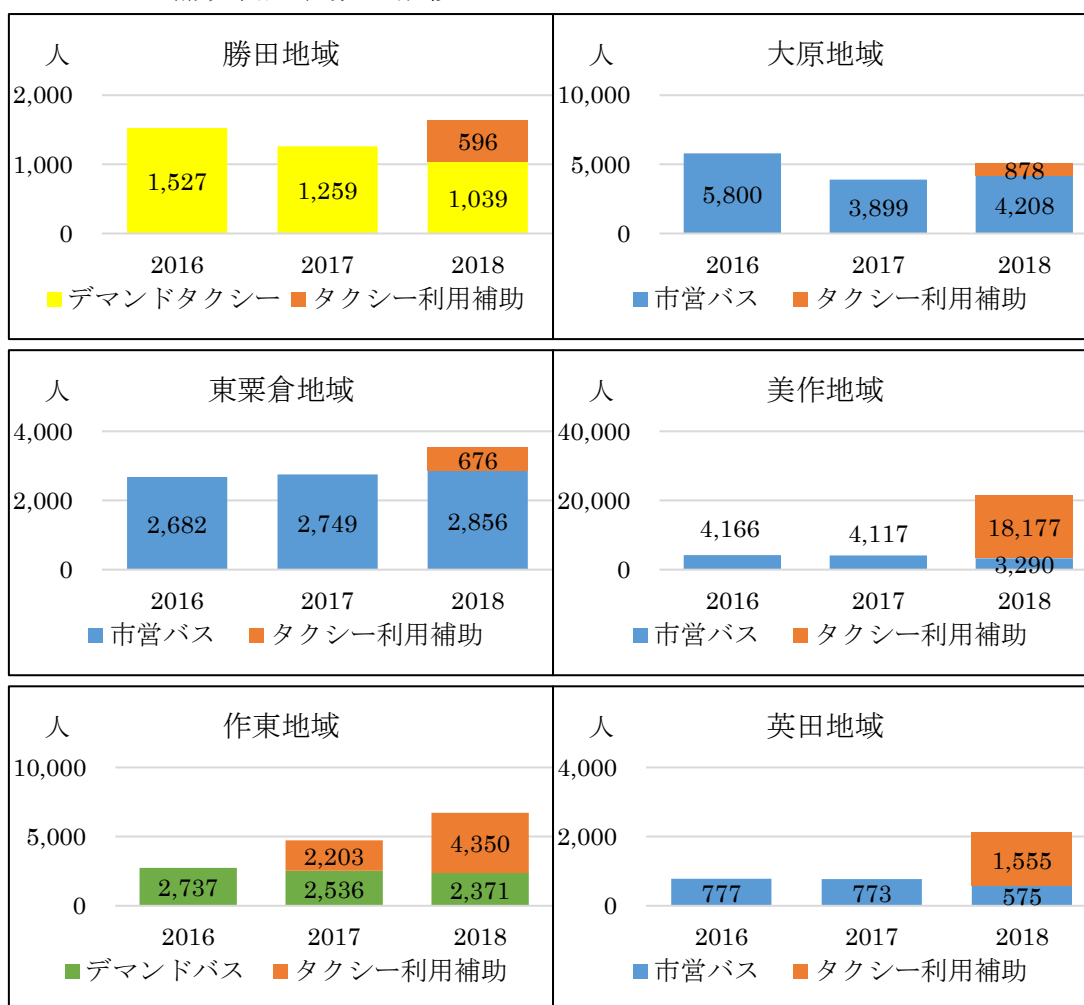 人 勝田地域
2,000
596
1,000
1,527 1,259 1,039
0
2016 2017 2018
デマンドタクシー タクシー利用補助
人 大原地域
10,000
5,000
878
5,800 3,899 4,208
0
2016 2017 2018
市営バス タクシー利用補助
人 東粟倉地域
4,000
676
2,000
2,682 2,749 2,856
0
2016 2017 2018
市営バス タクシー利用補助
人 美作地域
40,000
20,000
4,166 4,117 18,177
3,290
0
2016 2017 2018
市営バス タクシー利用補助
人 作東地域
10,000
5,000
4,350
2,203
2,737 2,536 2,371
0
2016 2017 2018
デマンドバス タクシー利用補助
人 英田地域
4,000
2,000
1,555
777 773 575
0
2016 2017 2018
市営バス タクシー利用補助